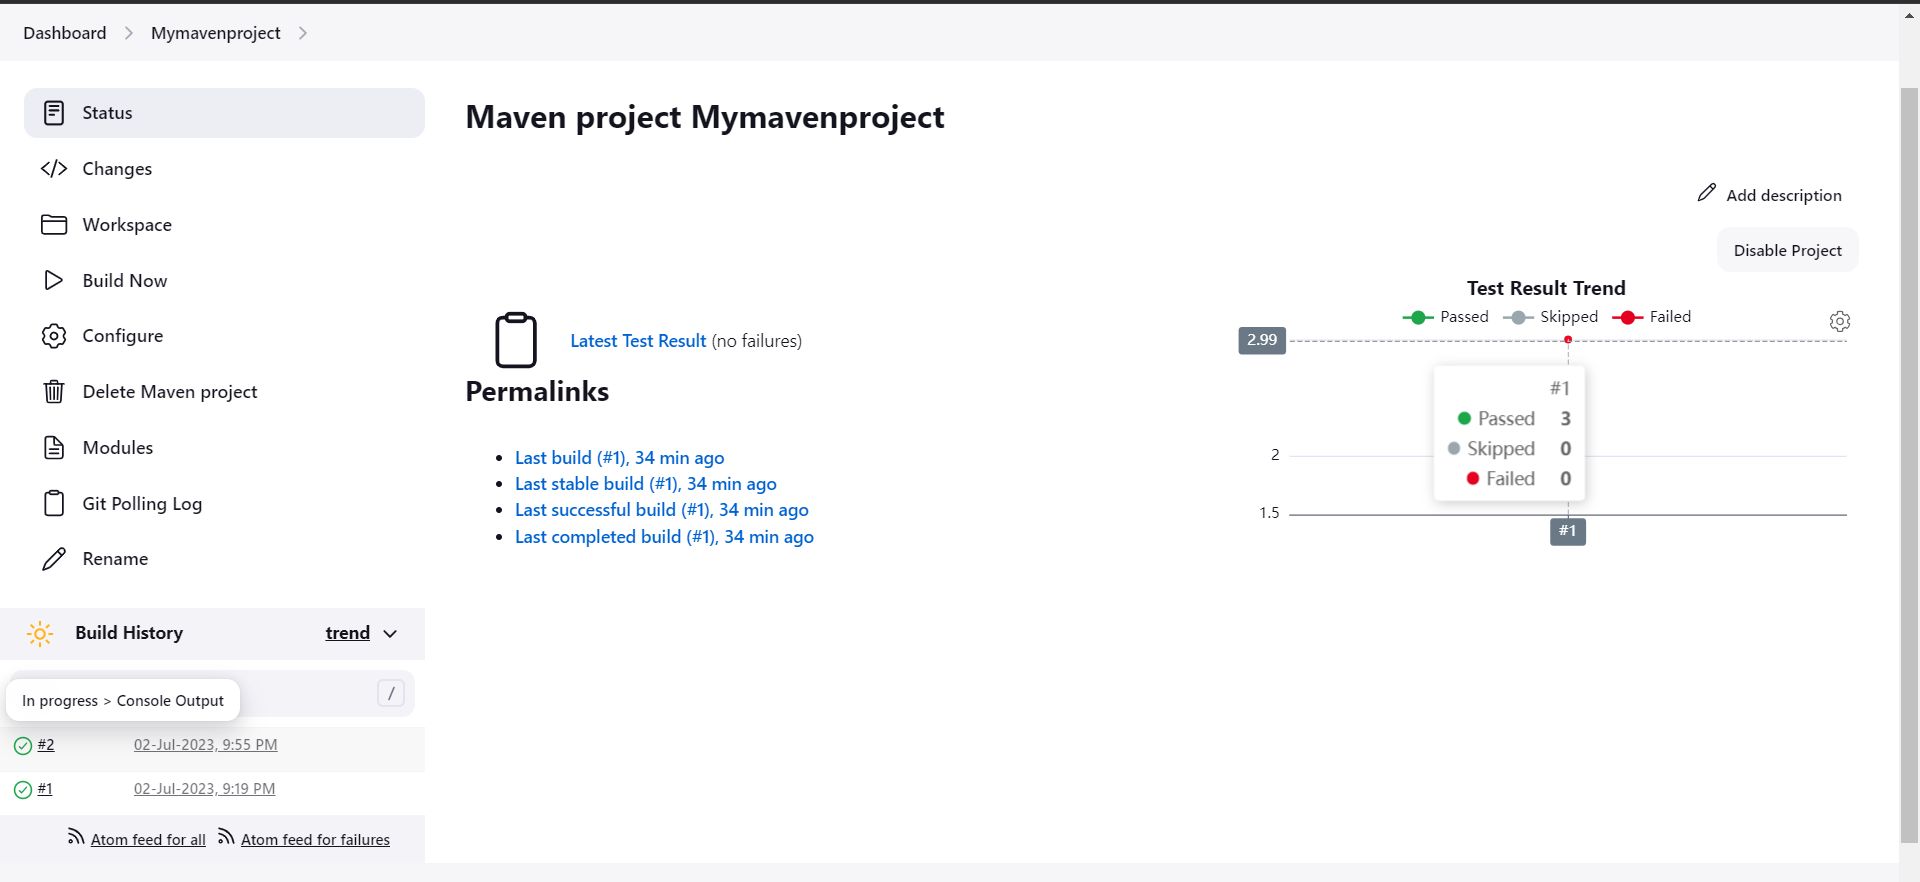 Dashboard
Mymavenproject
Status
Changes
Workspace
Build Now
Configure
Delete Maven project
Modules
Git Polling Log
Rename
Build History
trend
/
In progress > Console Output
#2
02-Jul-2023, 9:55 PM
#1
02-Jul-2023, 9:19 PM
Atom feed for all
Atom feed for failures
Maven project Mymavenproject
Add description
Disable Project
Latest Test Result (no failures)
Permalinks
Last build (#1), 34 min ago
Last stable build (#1), 34 min ago
Last successful build (#1), 34 min ago
Last completed build (#1), 34 min ago
Test Result Trend
Passed Skipped Failed
2.99
#1
Passed 3
Skipped 0
Failed 0
2
1.5
#1